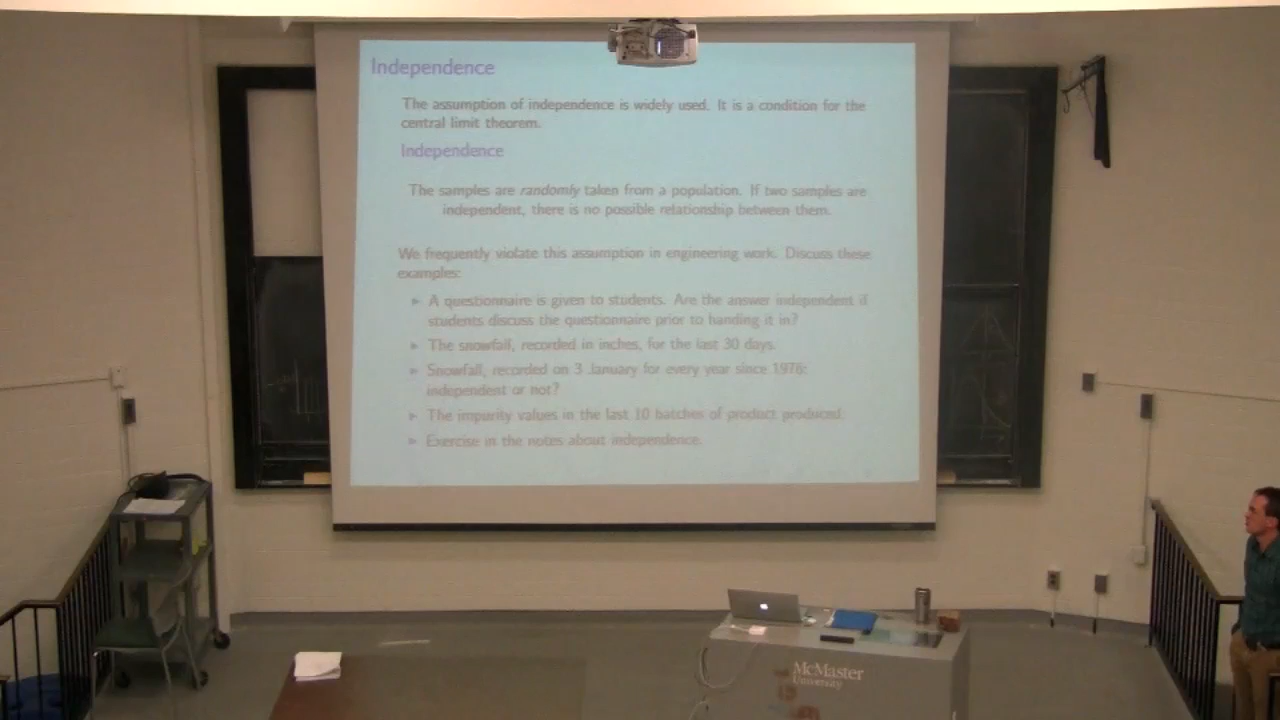 Independence
The assumption of independence is widely used. It is a condition for the
central limit theorem.
Independence
The samples are randomly taken from a population. If two samples are
independent, there is no possible relationship between them.
We frequently violate this assumption in engineering work. Discuss these
examples:
A questionnaire is given to students. Are the answer independent if
students discuss the questionnaire prior to handing it in?
The snowfall, recorded in inches, for the last 30 days.
Snowfall, recorded on 3 January for every year since 1976:
independent or not?
The impurity values in the last 10 batches of product produced.
Exercise in the notes about independence.
McMaster
University